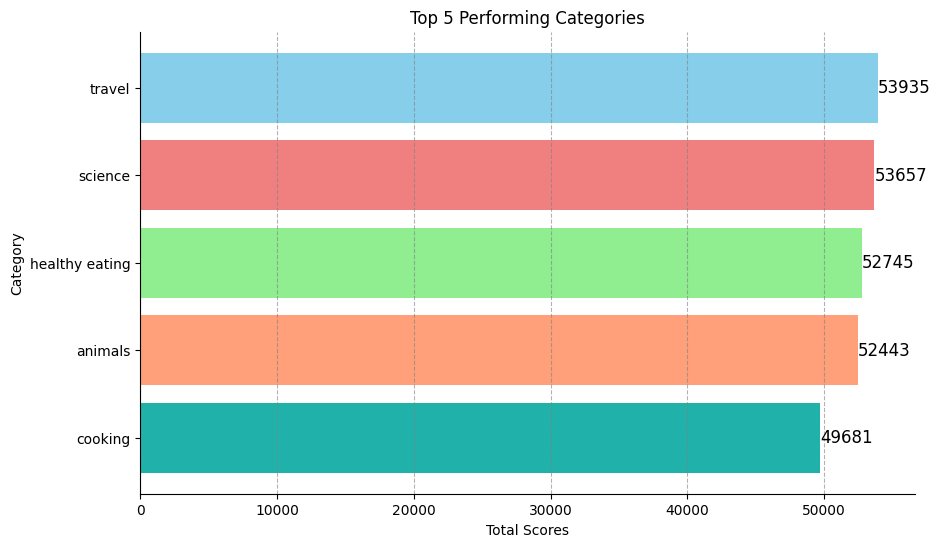 Top 5 Performing Categories
travel
53935
science
53657
healthy eating
52745
animals
52443
cooking
49681
Category
0 10000 20000 30000 40000 50000
Total Scores